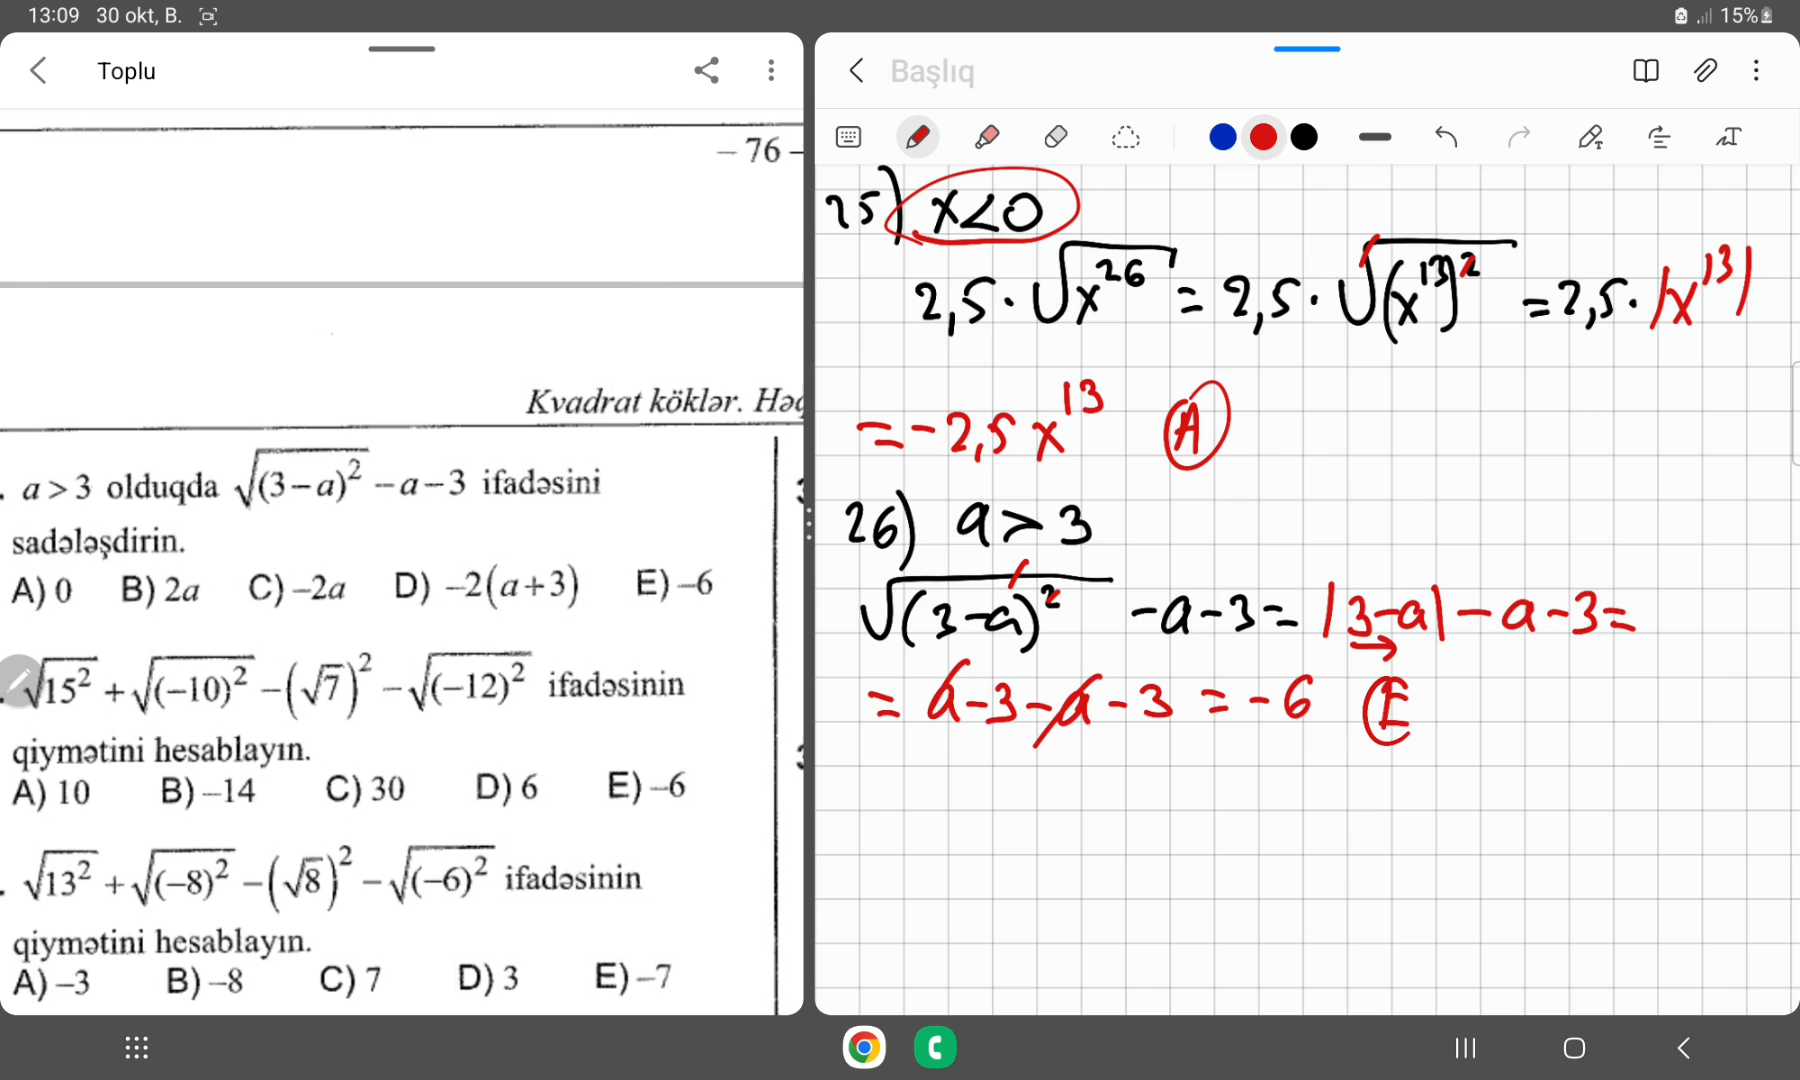 13:09 30 okt, B. 15%
Toplu
– 76 –
Kvadrat köklər. Həq
. a > 3 olduqda √(3 – a)² – a – 3 ifadəsini
sadələşdirin.
A) 0 B) 2a C) –2a D) –2(a+3) E) –6
√15² + √(–10)² – (√7)² – √(–12)² ifadəsinin
qiymətini hesablayın.
A) 10 B) –14 C) 30 D) 6 E) –6
. √13² + √(–8)² – (√8)² – √(–6)² ifadəsinin
qiymətini hesablayın.
A) –3 B) –8 C) 7 D) 3 E) –7
Başlıq
25) x<0
2,5 · √x²⁶ = 2,5 · √(x¹³)² = 2,5 · |x¹³|
= -2,5 x¹³ A
26) a > 3
√(3-a)² -a-3 = |3-a| - a - 3 =
= a - 3 - a - 3 = -6 E